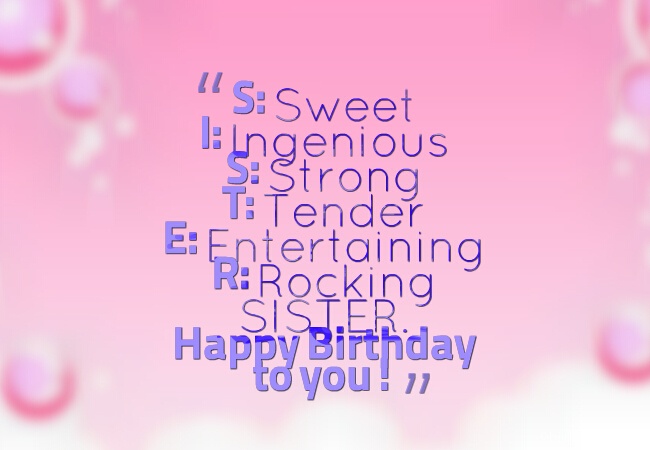 “ S: Sweet
I: Ingenious
S: Strong
T: Tender
E: Entertaining
R: Rocking
SISTER.
Happy Birthday
to you! ”